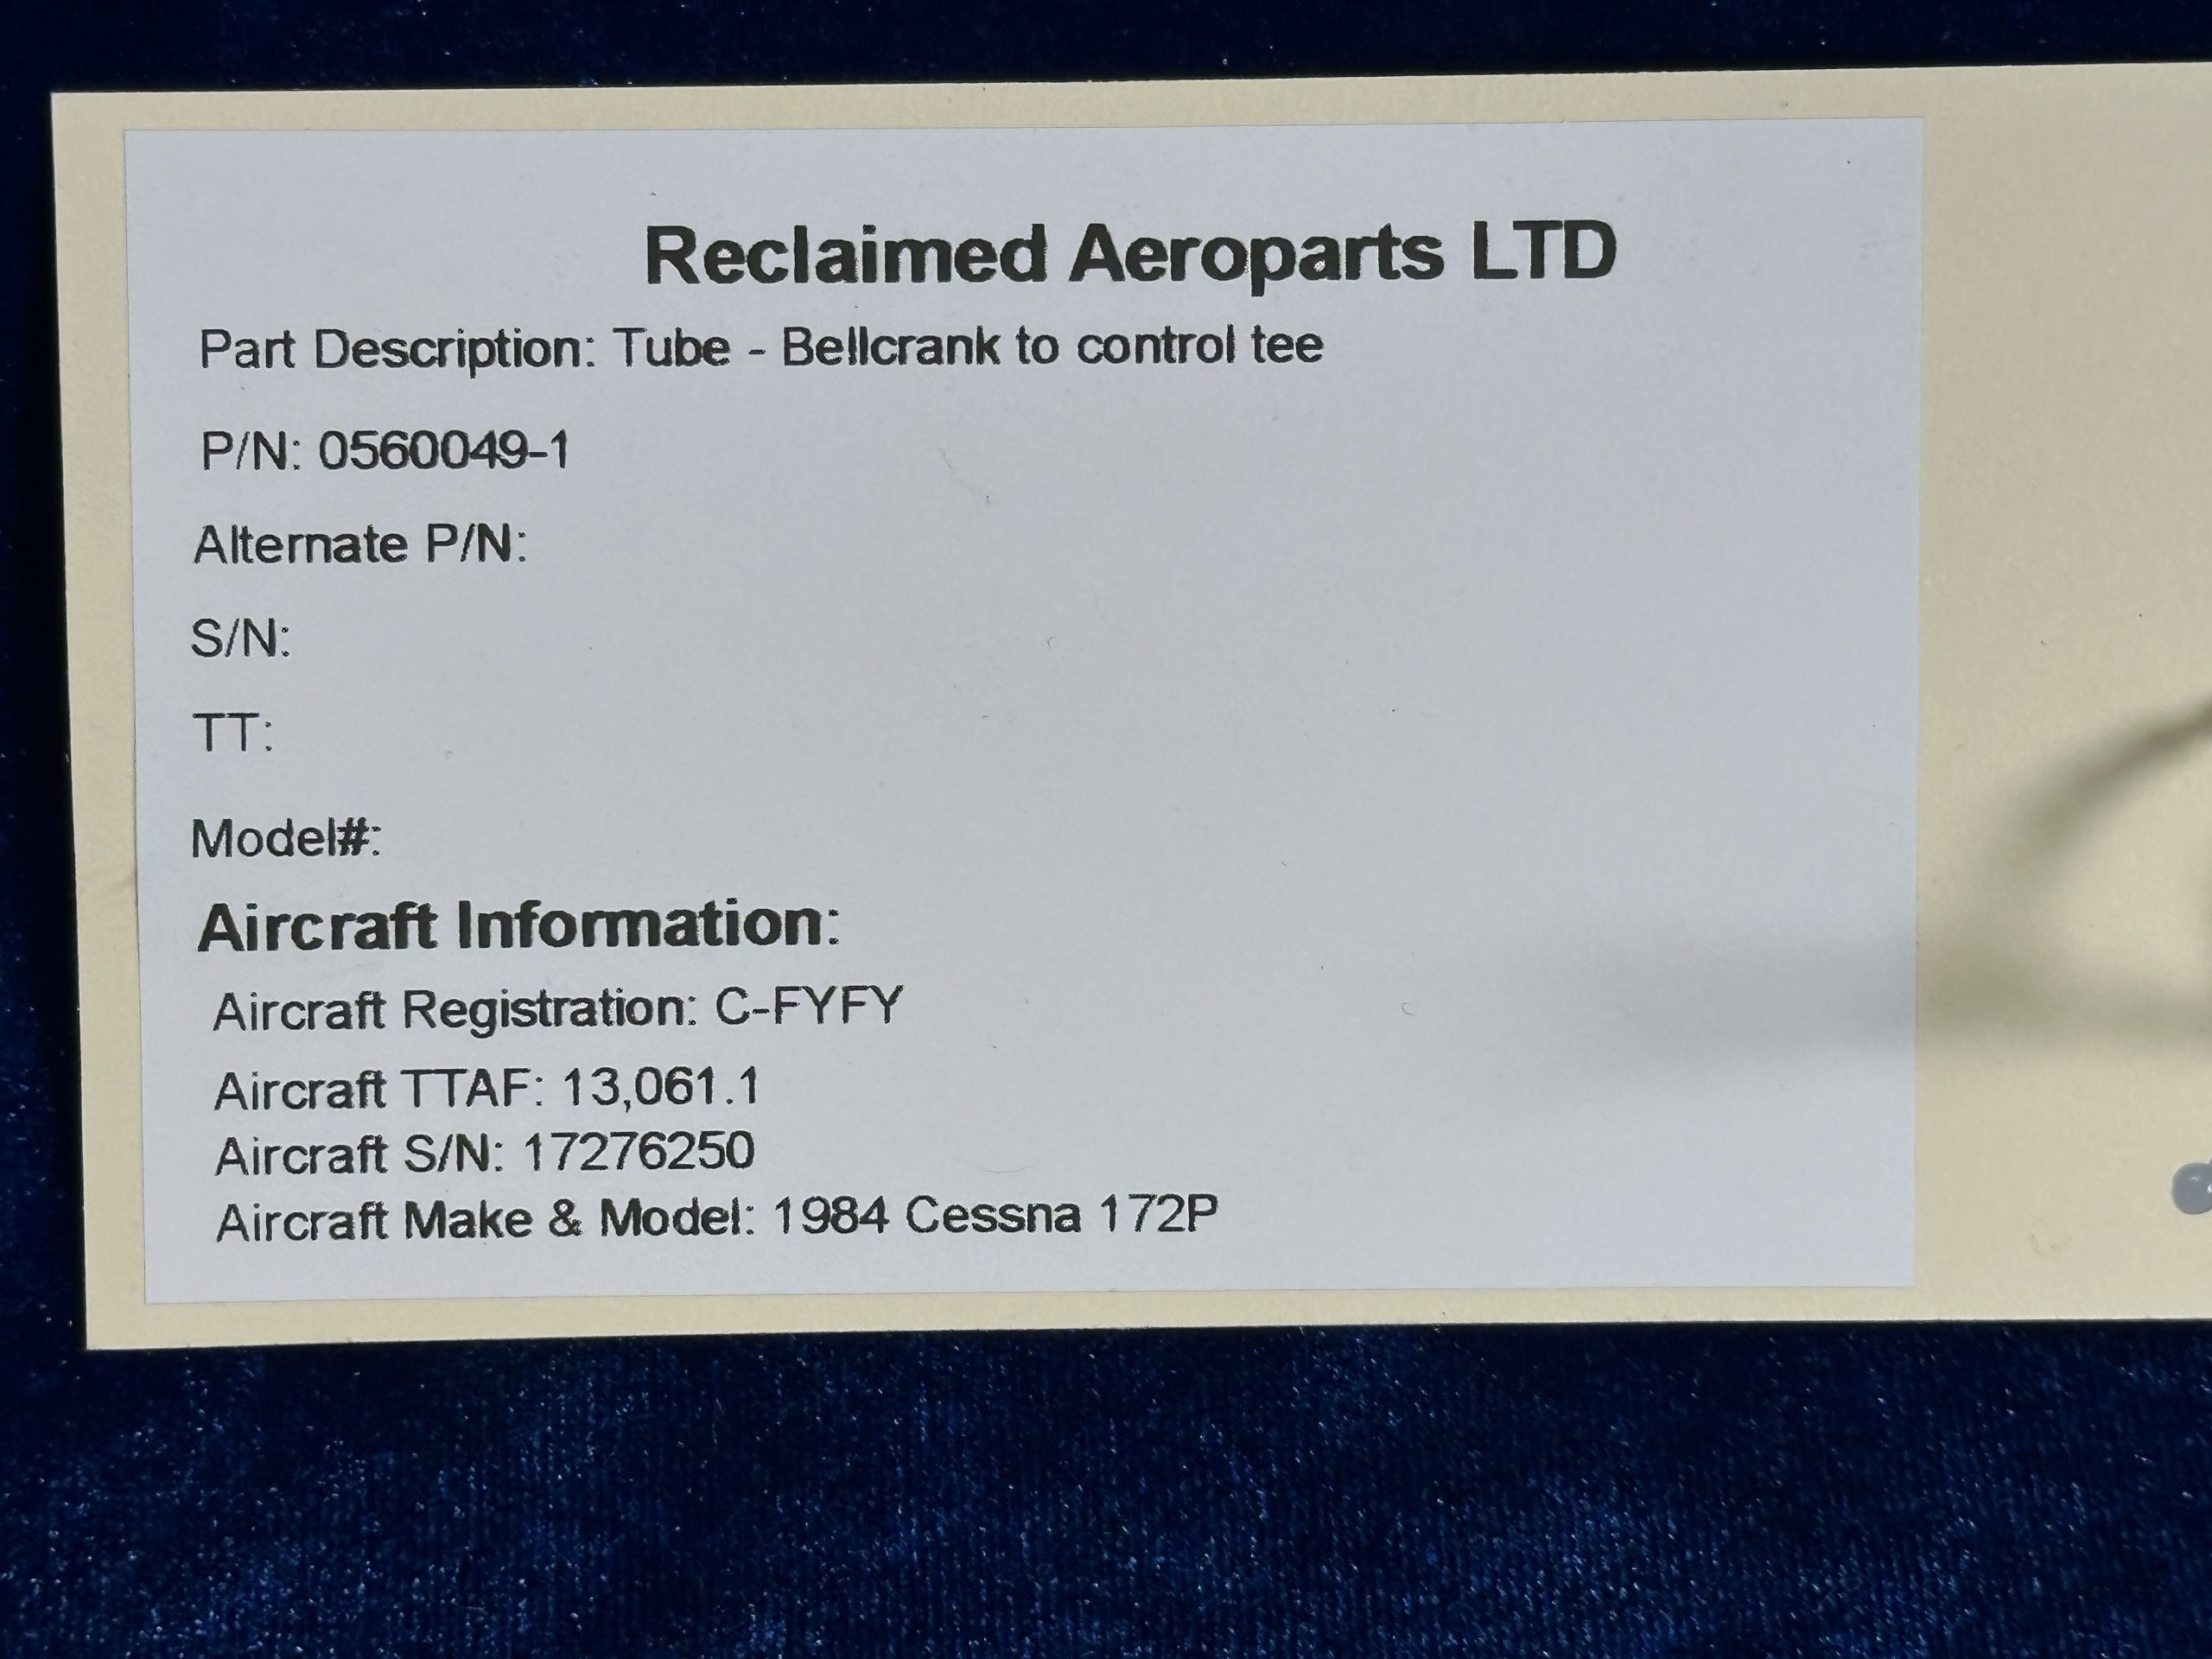 Reclaimed Aeroparts LTD
Part Description: Tube - Bellcrank to control tee
P/N: 0560049-1
Alternate P/N:
S/N:
TT:
Model#:
Aircraft Information:
Aircraft Registration: C-FYFY
Aircraft TTAF: 13,061.1
Aircraft S/N: 17276250
Aircraft Make & Model: 1984 Cessna 172P